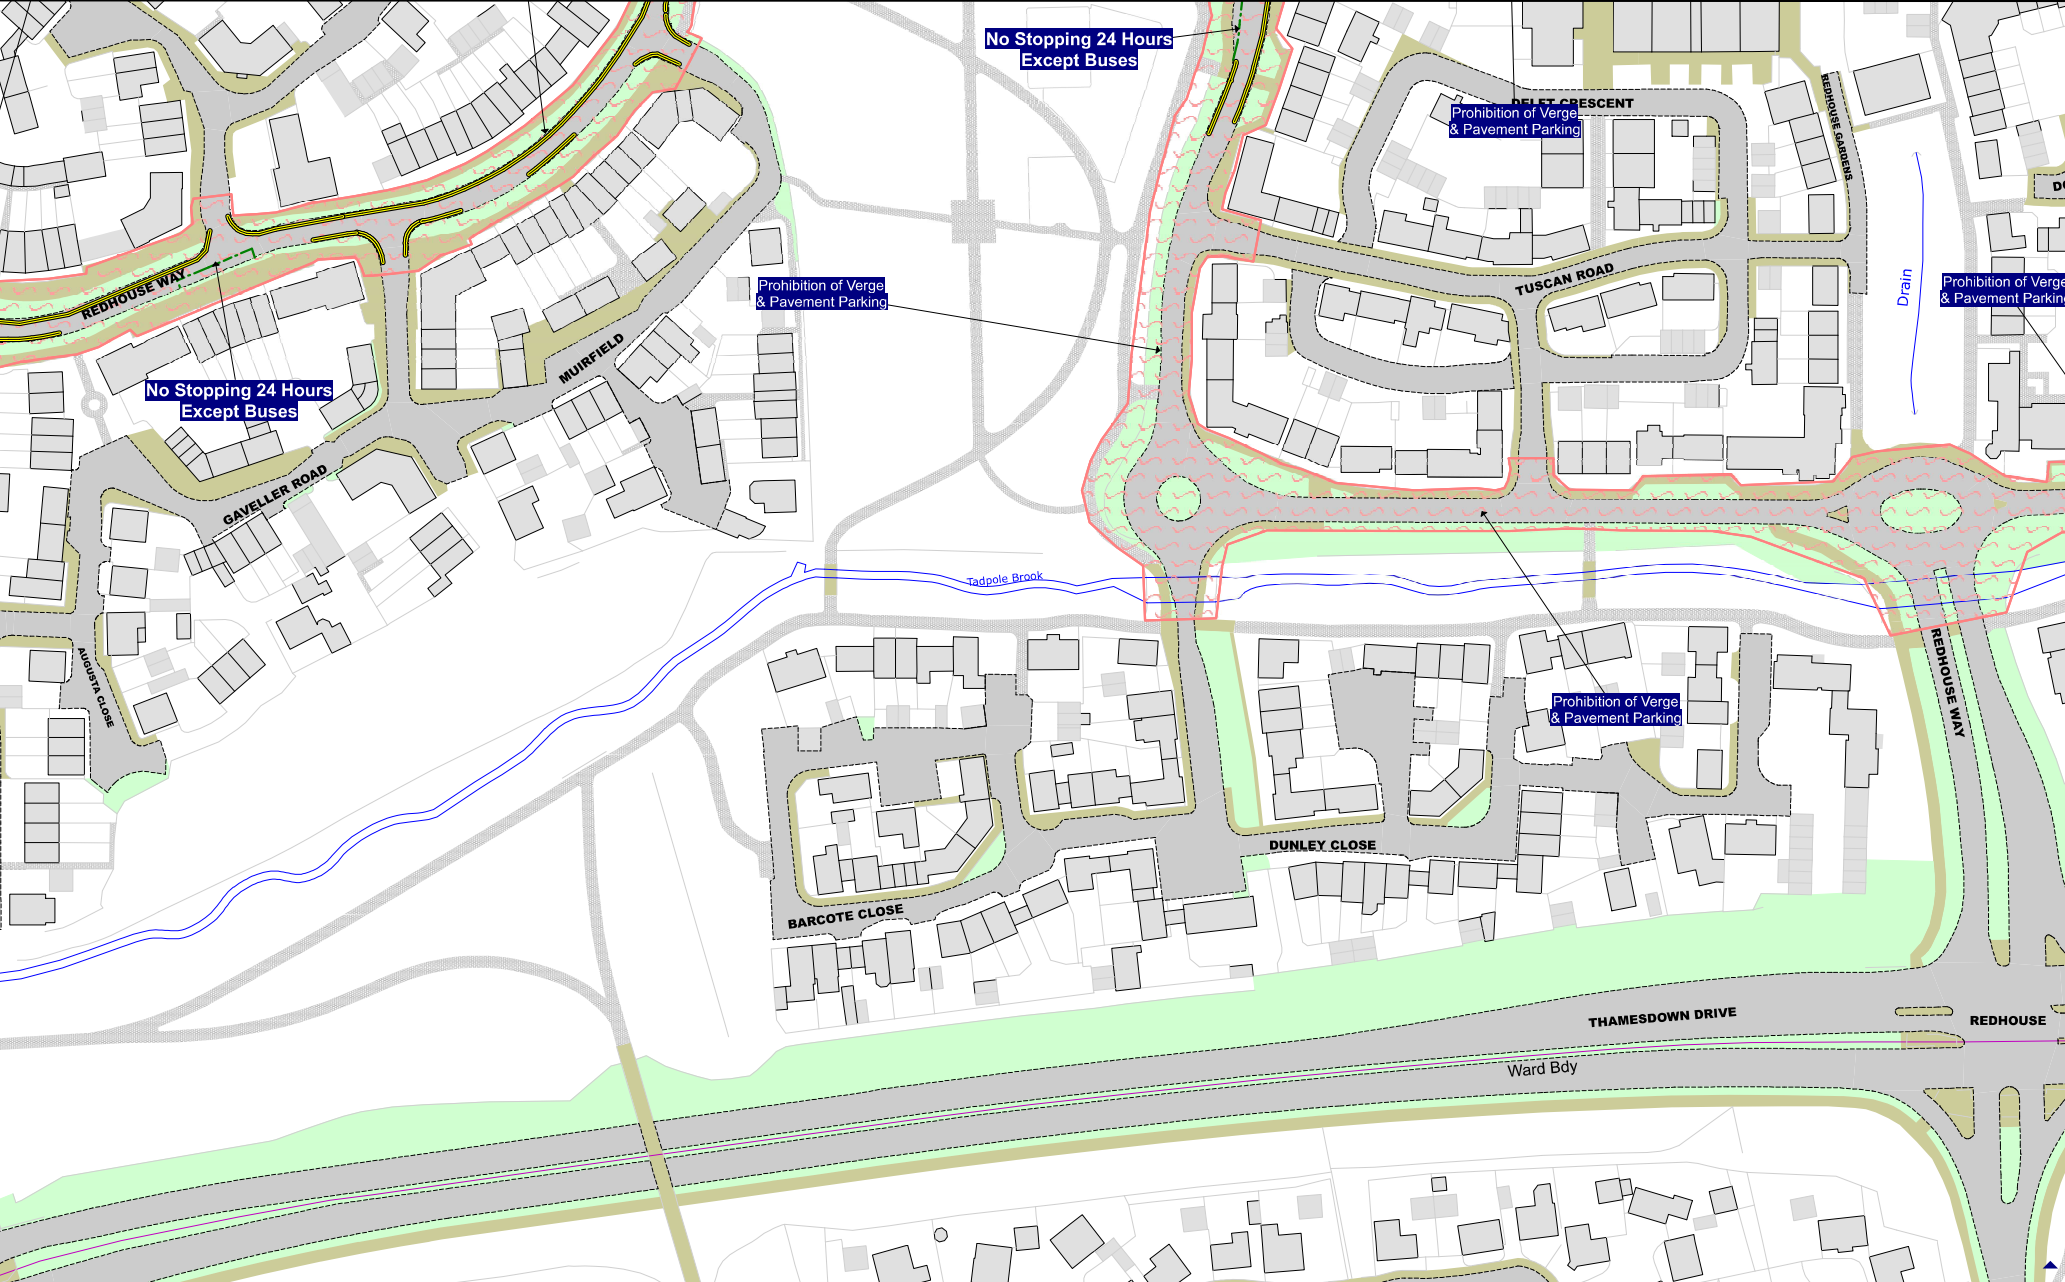 No Stopping 24 Hours
Except Buses
DELET CRESCENT
Prohibition of Verge
& Pavement Parking
REDHOUSE GARDENS
DO
TUSCAN ROAD
Drain
Prohibition of Verge
& Pavement Parking
Prohibition of Verge
& Pavement Parking
REDHOUSE WAY
No Stopping 24 Hours
Except Buses
MUIRFIELD
GAVELLER ROAD
Tadpole Brook
AUGUSTA CLOSE
REDHOUSE WAY
Prohibition of Verge
& Pavement Parking
DUNLEY CLOSE
BARCOTE CLOSE
THAMESDOWN DRIVE
REDHOUSE
Ward Bdy